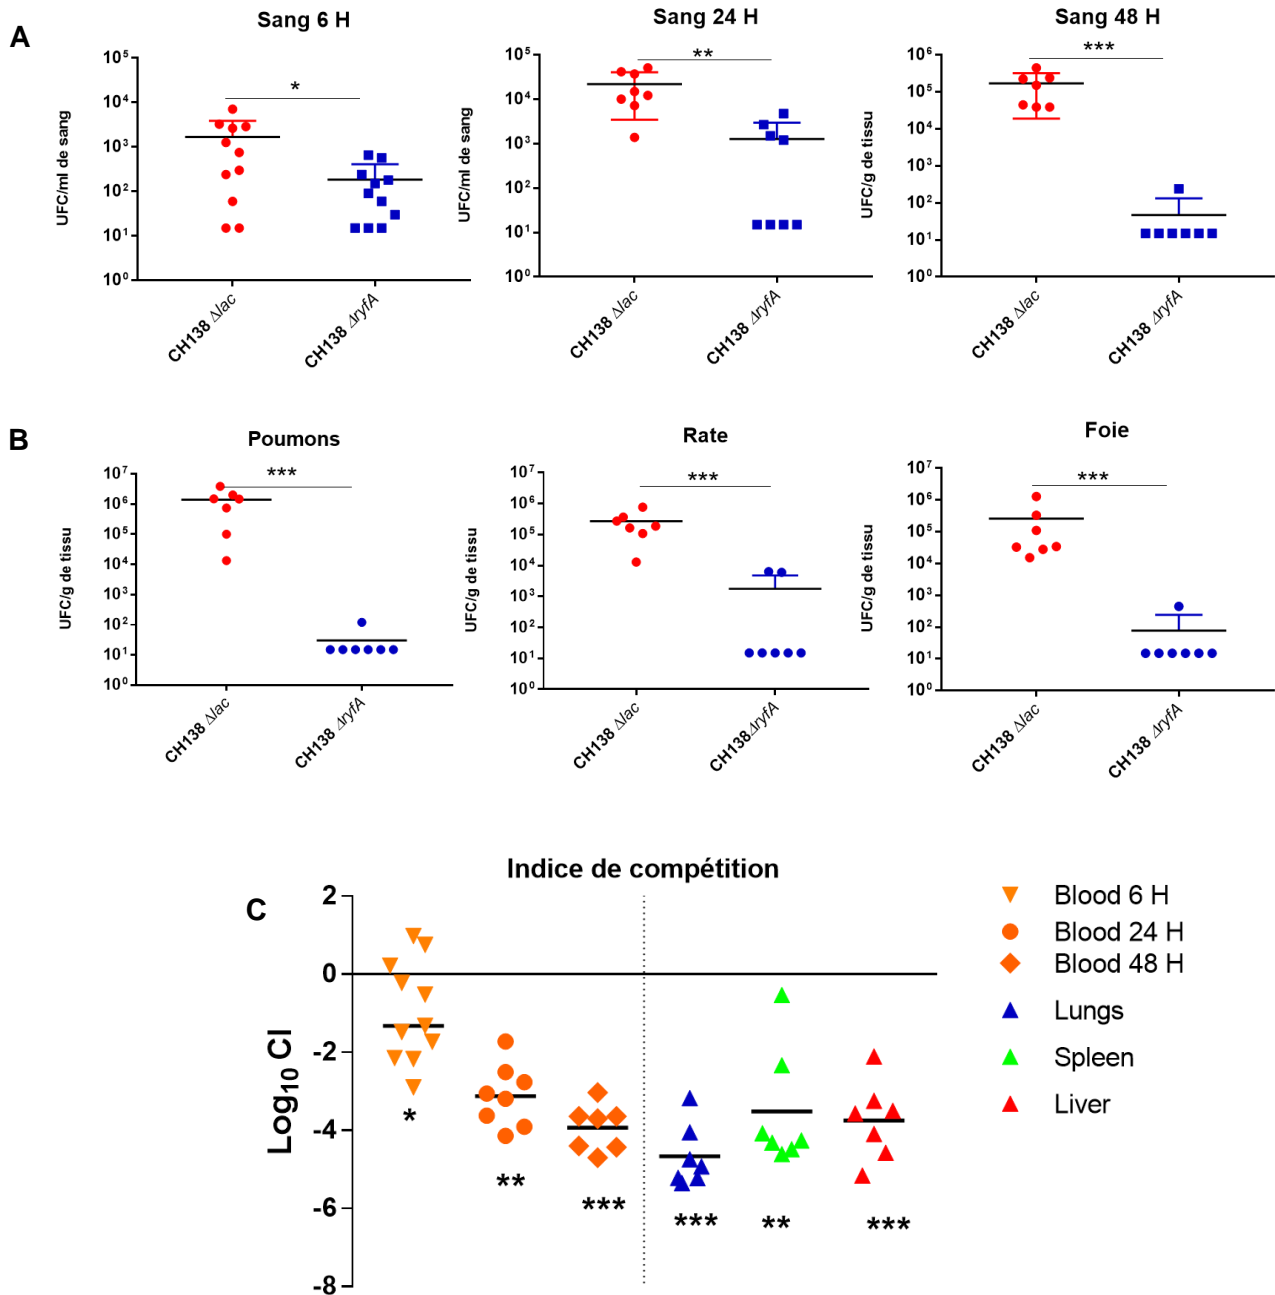 A
Sang 6 H
Sang 24 H
Sang 48 H
UFC/ml de sang
10⁵
10⁴
10³
10²
10¹
10⁰
*
CH138 Δlac
CH138 ΔryfA
UFC/ml de sang
10⁵
10⁴
10³
10²
10¹
10⁰
**
CH138 Δlac
CH138 ΔryfA
UFC/g de tissu
10⁶
10⁵
10⁴
10³
10²
10¹
10⁰
***
CH138 Δlac
CH138 ΔryfA
B
Poumons
Rate
Foie
UFC/g de tissu
10⁷
10⁶
10⁵
10⁴
10³
10²
10¹
10⁰
***
CH138 Δlac
CH138 ΔryfA
UFC/g de tissu
10⁷
10⁶
10⁵
10⁴
10³
10²
10¹
10⁰
***
CH138 Δlac
CH138ΔryfA
UFC/g de tissu
10⁷
10⁶
10⁵
10⁴
10³
10²
10¹
10⁰
***
CH138 Δlac
CH138 ΔryfA
C
Indice de compétition
Log₁₀ CI
2
0
-2
-4
-6
-8
*
**
***
***
**
***
Blood 6 H
Blood 24 H
Blood 48 H
Lungs
Spleen
Liver